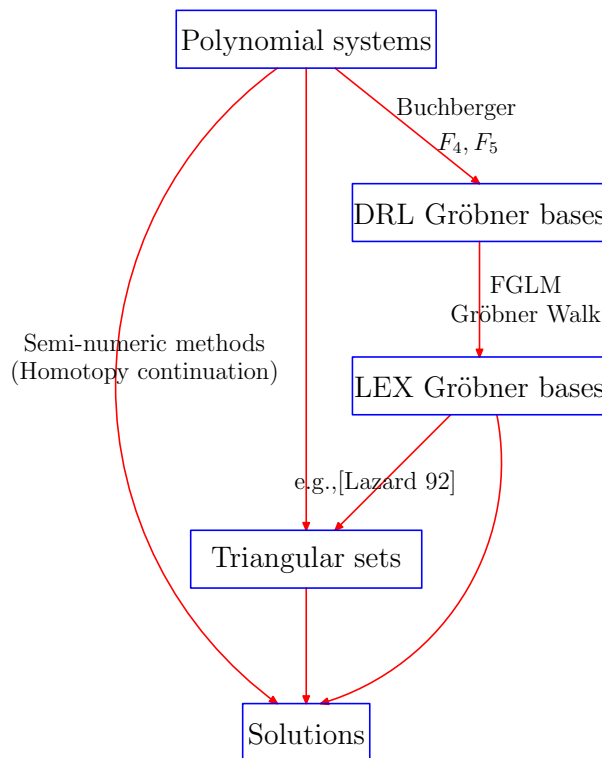 Polynomial systems
Buchberger
F₄, F₅
DRL Gröbner bases
FGLM
Gröbner Walk
Semi-numeric methods
(Homotopy continuation)
LEX Gröbner bases
e.g.,[Lazard 92]
Triangular sets
Solutions